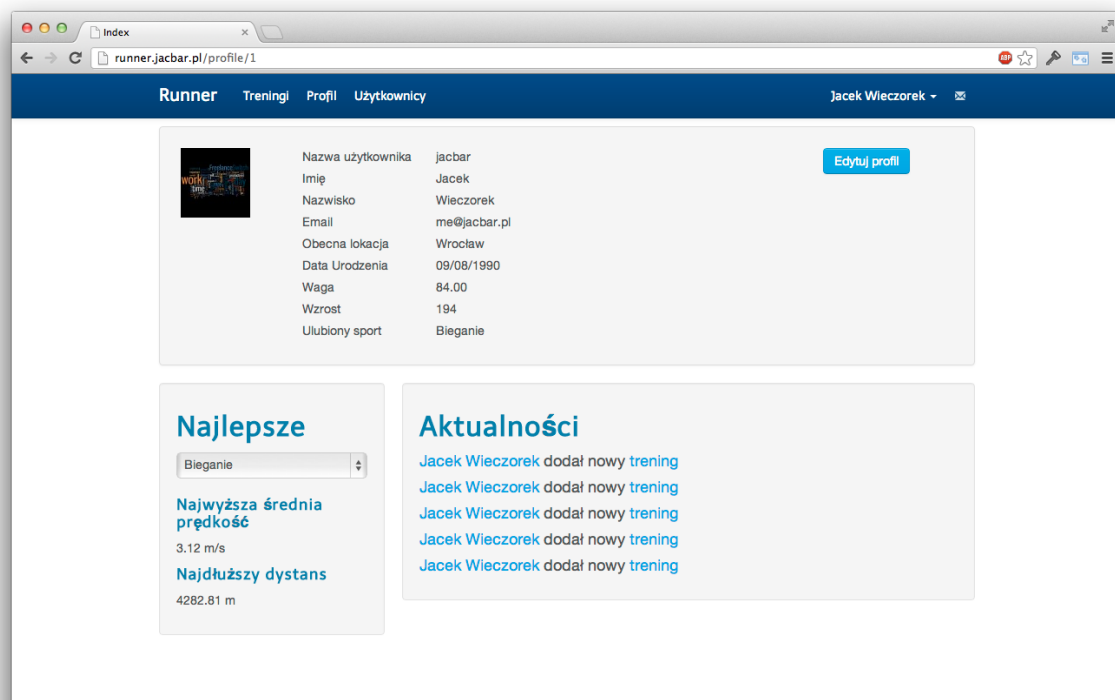 Index
runner.jacbar.pl/profile/1
ABP
Runner Treningi Profil Użytkownicy Jacek Wieczorek
Nazwa użytkownika jacbar
Edytuj profil
Imię Jacek
Nazwisko Wieczorek
Email me@jacbar.pl
Obecna lokacja Wrocław
Data Urodzenia 09/08/1990
Waga 84.00
Wzrost 194
Ulubiony sport Bieganie
Freelance
work
time
Najlepsze
Bieganie
Najwyższa średnia
prędkość
3.12 m/s
Najdłuższy dystans
4282.81 m
Aktualności
Jacek Wieczorek dodał nowy trening
Jacek Wieczorek dodał nowy trening
Jacek Wieczorek dodał nowy trening
Jacek Wieczorek dodał nowy trening
Jacek Wieczorek dodał nowy trening